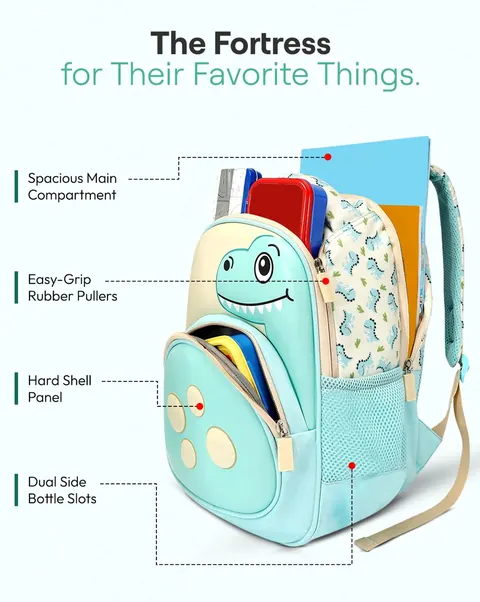 The Fortress
for Their Favorite Things.
Spacious Main
Compartment
Easy-Grip
Rubber Pullers
Hard Shell
Panel
Dual Side
Bottle Slots